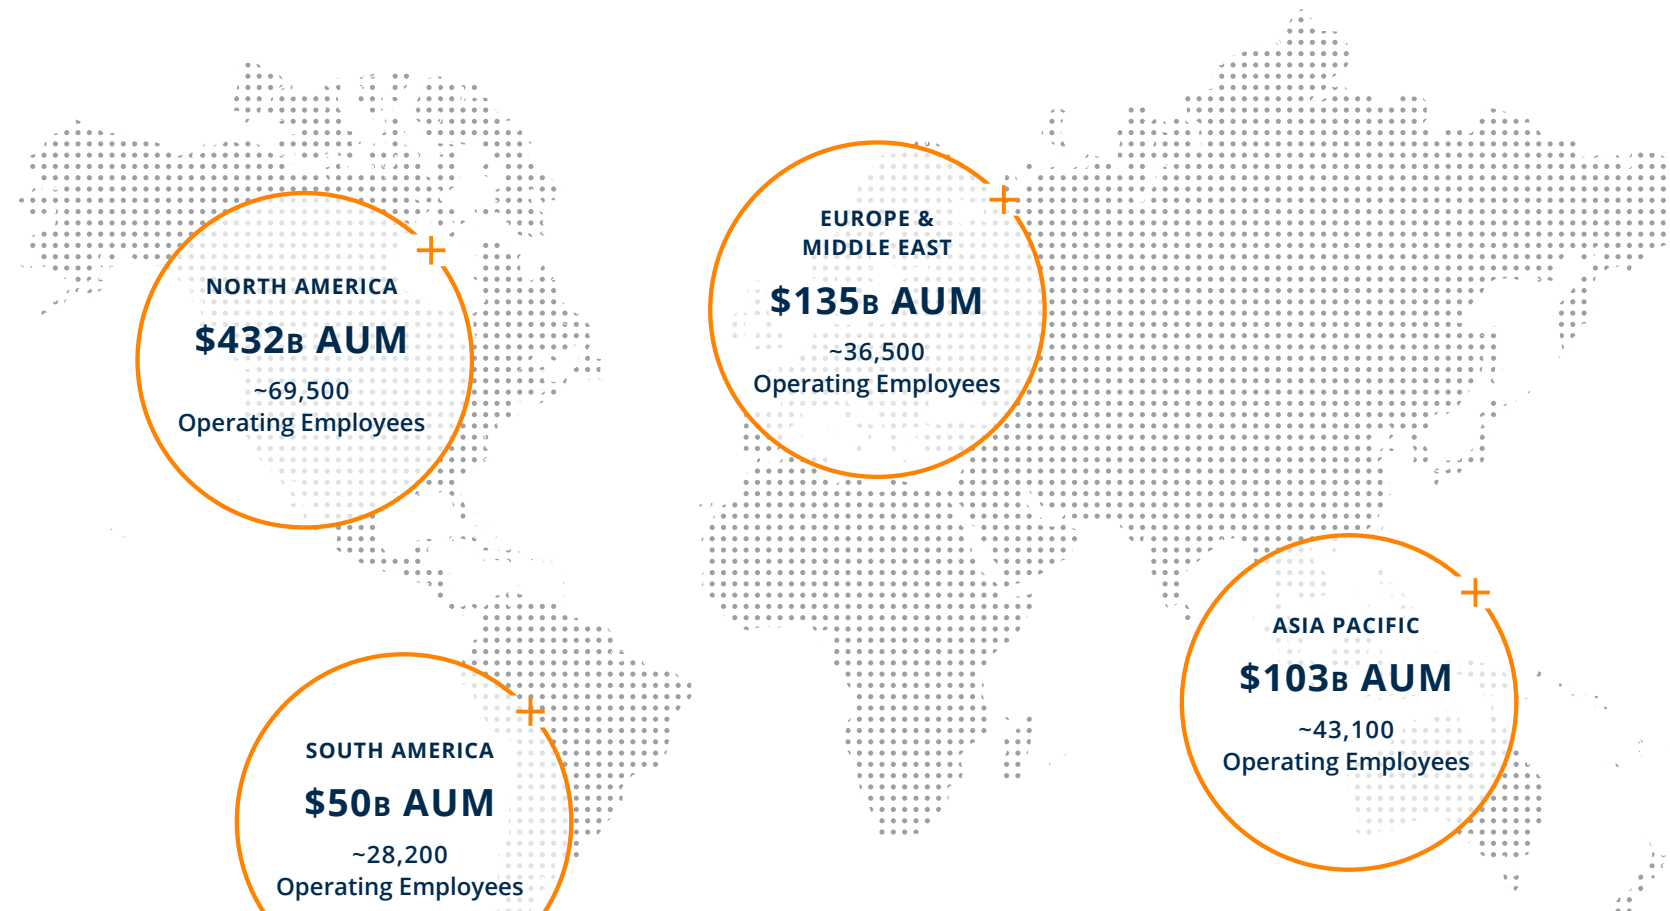 NORTH AMERICA
$432B AUM
~69,500
Operating Employees
EUROPE &
MIDDLE EAST
$135B AUM
~36,500
Operating Employees
SOUTH AMERICA
$50B AUM
~28,200
Operating Employees
ASIA PACIFIC
$103B AUM
~43,100
Operating Employees